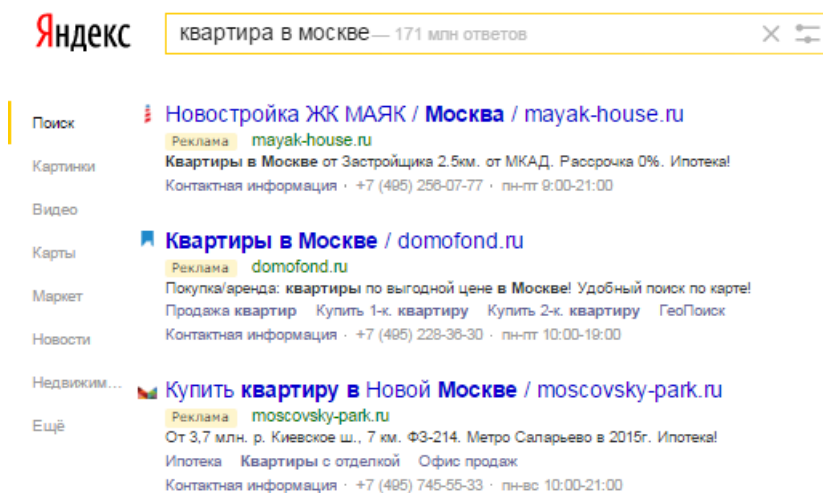 Яндекс
квартира в москве — 171 млн ответов
Поиск
Картинки
Видео
Карты
Маркет
Новости
Недвижим...
Ещё
Новостройка ЖК МАЯК / Москва / mayak-house.ru
Реклама mayak-house.ru
Квартиры в Москве от Застройщика 2.5км. от МКАД. Рассрочка 0%. Ипотека!
Контактная информация · +7 (495) 256-07-77 · пн-пт 9:00-21:00
Квартиры в Москве / domofond.ru
Реклама domofond.ru
Покупка/аренда: квартиры по выгодной цене в Москве! Удобный поиск по карте!
Продажа квартир Купить 1-к. квартиру Купить 2-к. квартиру ГеоПоиск
Контактная информация · +7 (495) 228-36-30 · пн-пт 10:00-19:00
Купить квартиру в Новой Москве / moscovsky-park.ru
Реклама moscovsky-park.ru
От 3,7 млн. р. Киевское ш., 7 км. ФЗ-214. Метро Саларьево в 2015г. Ипотека!
Ипотека Квартиры с отделкой Офис продаж
Контактная информация · +7 (495) 745-55-33 · пн-вс 10:00-21:00